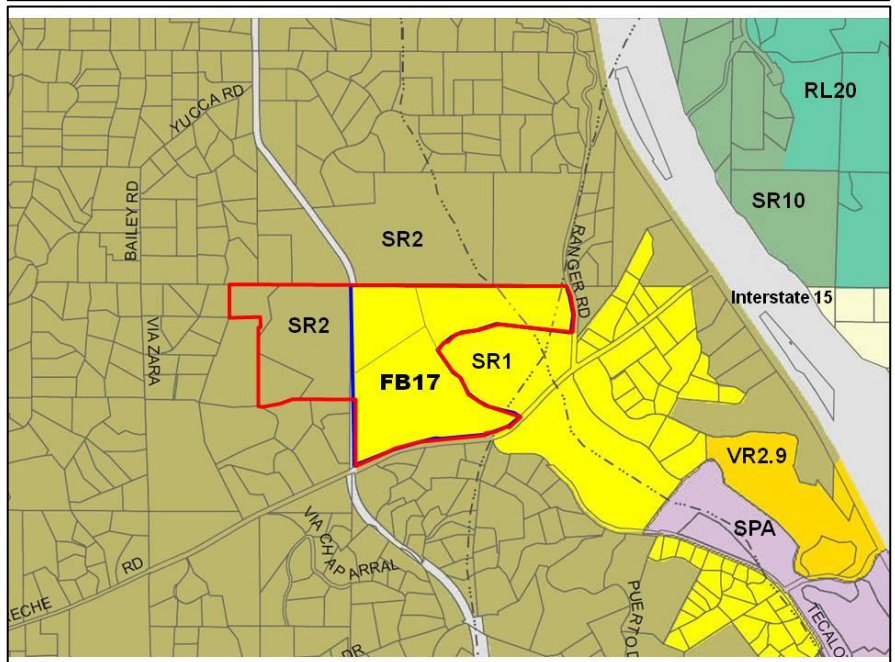 RL20
YUCCA RD
SR10
BAILEY RD
SR2
RANGER RD
Interstate 15
SR2
VIA ZARA
SR1
FB17
VR2.9
SPA
VIA CHAPARRAL
RD
ECHE
PUERTO D
TECALO
DR